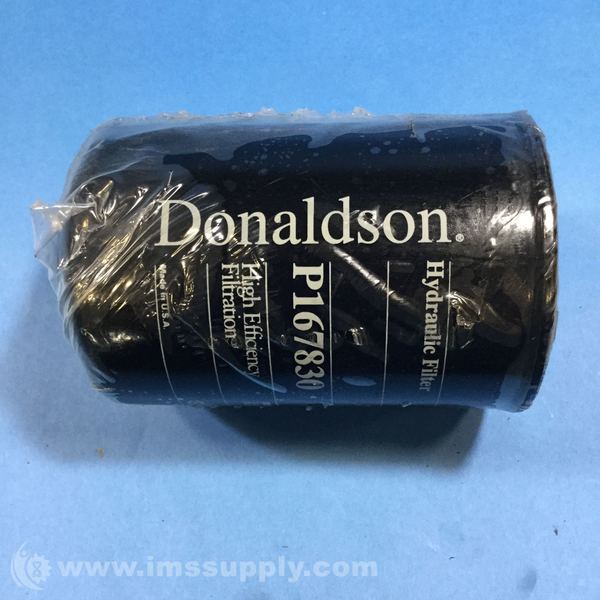 Donaldson®
Hydraulic Filter
P167830
High Efficiency
Filtration
Made in U.S.A.
www.imssupply.com